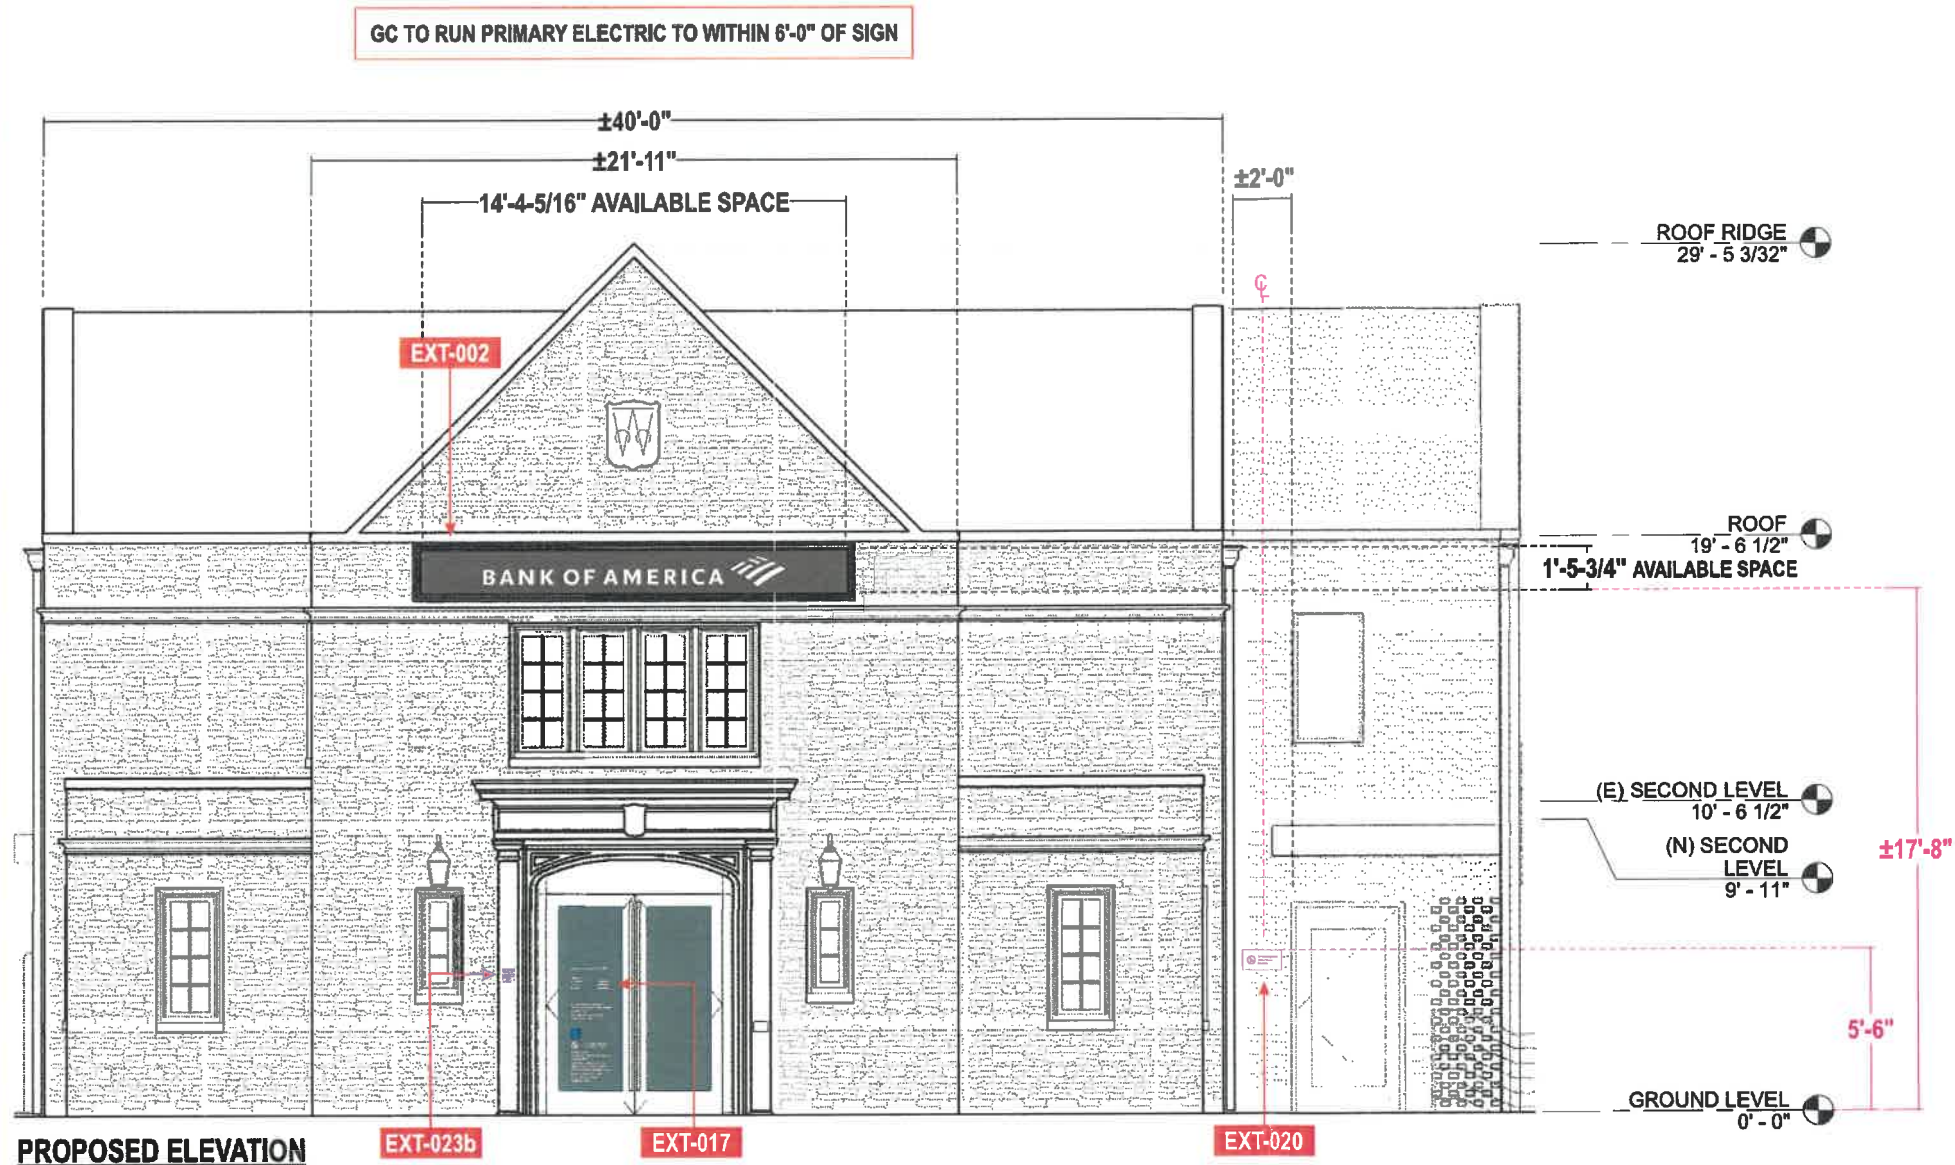 GC TO RUN PRIMARY ELECTRIC TO WITHIN 6'-0" OF SIGN
±40'-0"
±21'-11"
14'-4-5/16" AVAILABLE SPACE
±2'-0"
ROOF RIDGE
29' - 5 3/32"
℄
EXT-002
ROOF
19' - 6 1/2"
1'-5-3/4" AVAILABLE SPACE
BANK OF AMERICA
(E) SECOND LEVEL
10' - 6 1/2"
(N) SECOND
LEVEL
9' - 11"
±17'-8"
5'-6"
GROUND LEVEL
0' - 0"
EXT-023b
EXT-017
EXT-020
PROPOSED ELEVATION